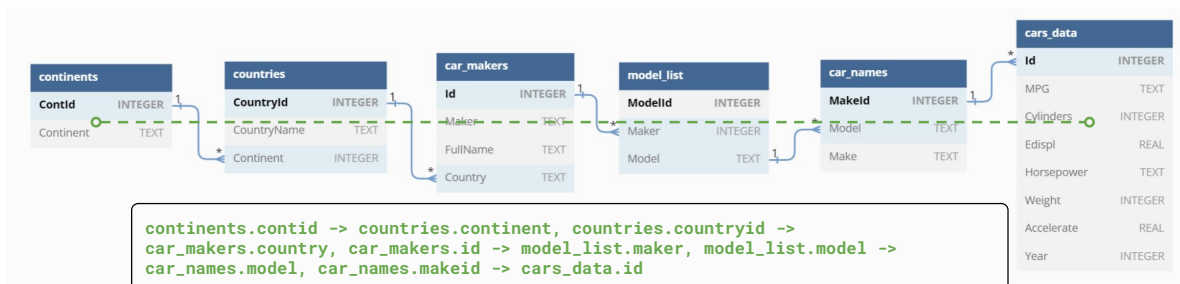 continents
ContId INTEGER
Continent TEXT
1
*
countries
CountryId INTEGER
CountryName TEXT
Continent INTEGER
1
*
car_makers
Id INTEGER
Maker TEXT
FullName TEXT
Country TEXT
1
*
model_list
ModelId INTEGER
Maker INTEGER
Model TEXT
1
*
car_names
MakeId INTEGER
Model TEXT
Make TEXT
1
*
cars_data
Id INTEGER
MPG TEXT
Cylinders INTEGER
Edispl REAL
Horsepower TEXT
Weight INTEGER
Accelerate REAL
Year INTEGER
continents.contid -> countries.continent, countries.countryid ->
car_makers.country, car_makers.id -> model_list.maker, model_list.model ->
car_names.model, car_names.makeid -> cars_data.id